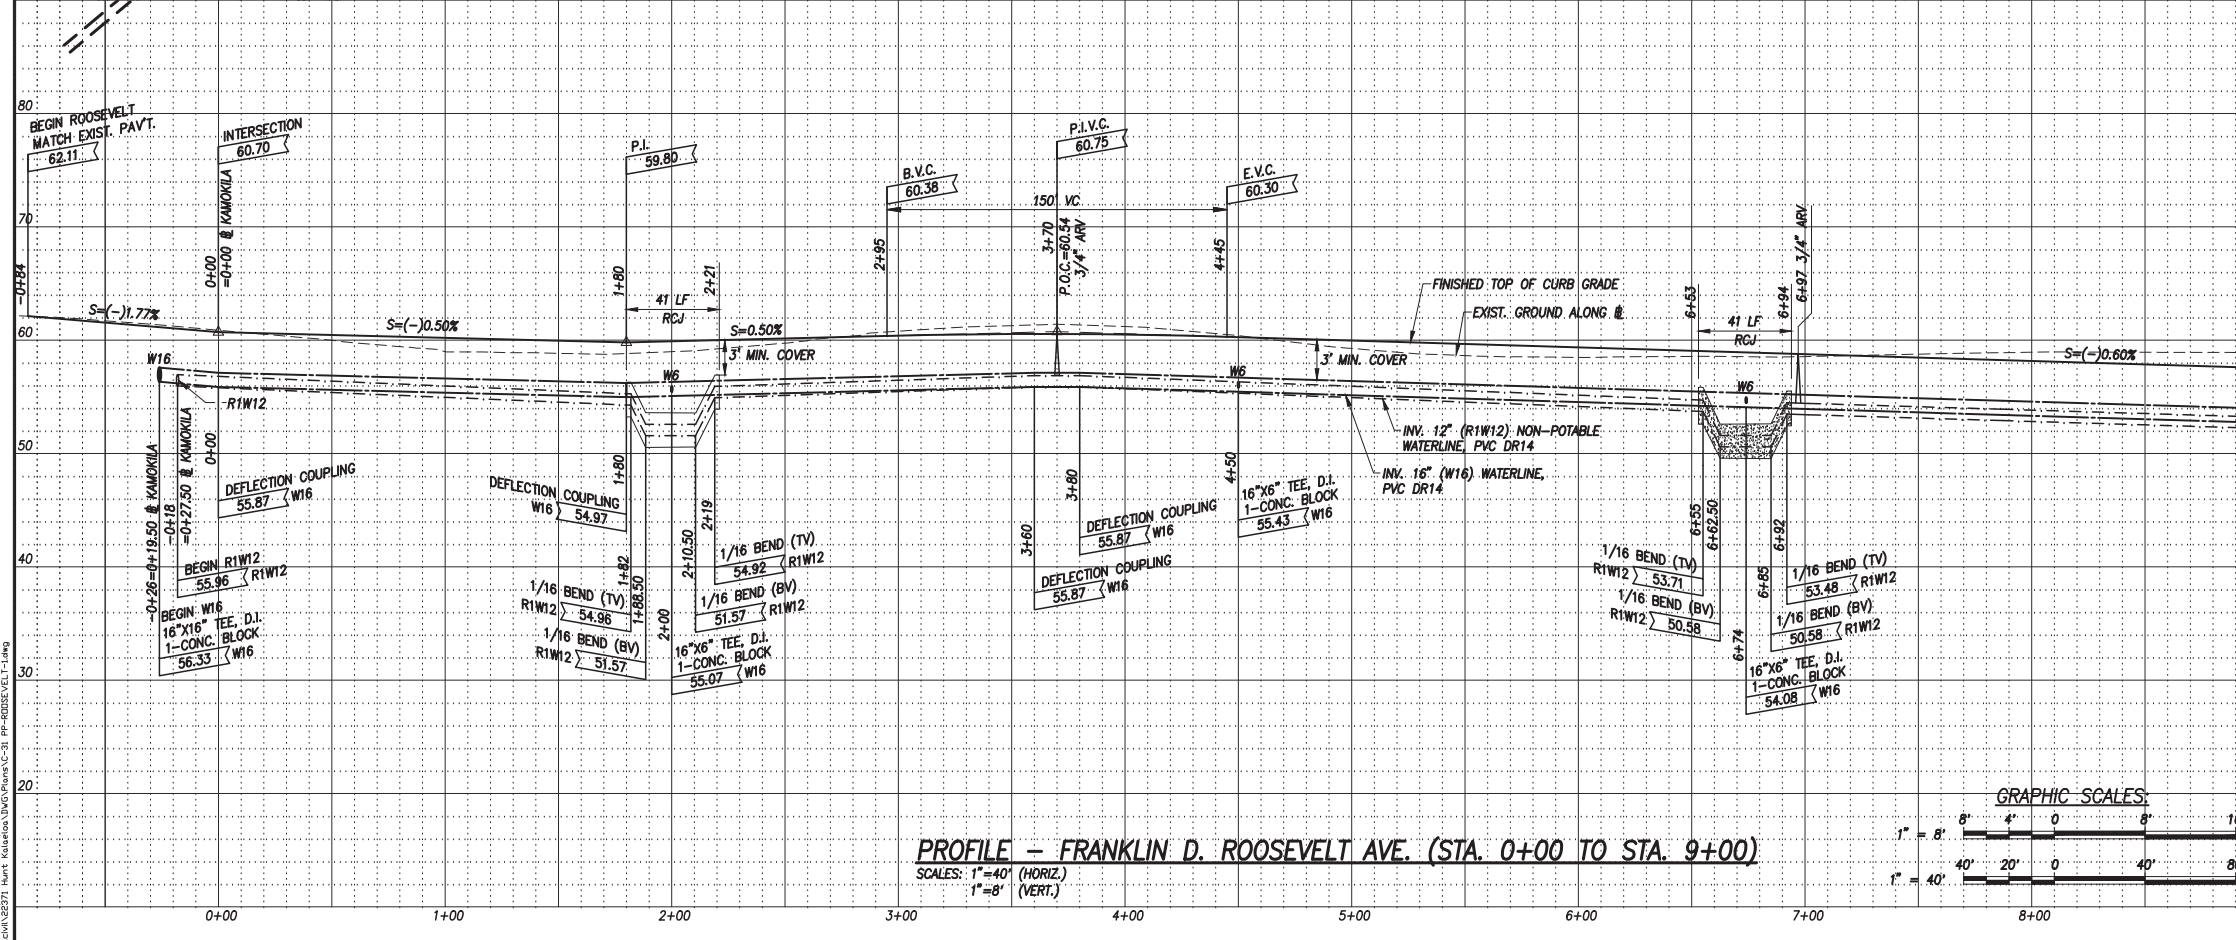 80
70
60
50
40
30
20
BEGIN ROOSEVELT
MATCH EXIST. PAV'T.
62.11
-0+84
S=(-)1.77%
INTERSECTION
60.70
0+00
=0+00 ℄ KAMOKILA
S=(-)0.50%
P.I.
59.80
1+80
2+21
41 LF
RCJ
S=0.50%
3' MIN. COVER
B.V.C.
60.38
2+95
150' VC
P.I.V.C.
60.75
3+70
P.O.C.=60.54
3/4" ARV
E.V.C.
60.30
4+45
FINISHED TOP OF CURB GRADE
EXIST. GROUND ALONG ℄
3' MIN. COVER
6+53
41 LF
RCJ
6+94
6+97 3/4" ARV
S=(-)0.60%
W16
R1W12
W6
W6
W6
-0+26=0+19.50 ℄ KAMOKILA
-0+18
=0+27.50 ℄ KAMOKILA
0+00
DEFLECTION COUPLING
55.87 W16
BEGIN R1W12
55.96 R1W12
BEGIN W16
16"X16" TEE, D.I.
1-CONC. BLOCK
56.33 W16
1+80
DEFLECTION COUPLING
W16 54.97
1+82
1/16 BEND (TV)
R1W12 54.96
1+88.50
1/16 BEND (BV)
R1W12 51.57
2+00
16"X6" TEE, D.I.
1-CONC. BLOCK
55.07 W16
2+10.50
1/16 BEND (BV)
51.57 R1W12
2+19
1/16 BEND (TV)
54.92 R1W12
3+60
DEFLECTION COUPLING
55.87 W16
3+80
DEFLECTION COUPLING
55.87 W16
4+50
16"X6" TEE, D.I.
1-CONC. BLOCK
55.43 W16
INV. 12" (R1W12) NON-POTABLE
WATERLINE, PVC DR14
INV. 16" (W16) WATERLINE,
PVC DR14
6+55
1/16 BEND (TV)
R1W12 53.71
6+62.50
1/16 BEND (BV)
R1W12 50.58
6+74
16"X6" TEE, D.I.
1-CONC. BLOCK
54.08 W16
6+85
1/16 BEND (BV)
50.58 R1W12
6+92
1/16 BEND (TV)
53.48 R1W12
PROFILE - FRANKLIN D. ROOSEVELT AVE. (STA. 0+00 TO STA. 9+00)
SCALES: 1"=40' (HORIZ.)
1"=8' (VERT.)
GRAPHIC SCALES:
8' 4' 0 8'
1" = 8'
40' 20' 0 40'
1" = 40'
0+00 1+00 2+00 3+00 4+00 5+00 6+00 7+00 8+00
civil\22371 Hunt Kalaeloa\DWG\Plans\C-31 PP-ROOSEVELT-1.dwg